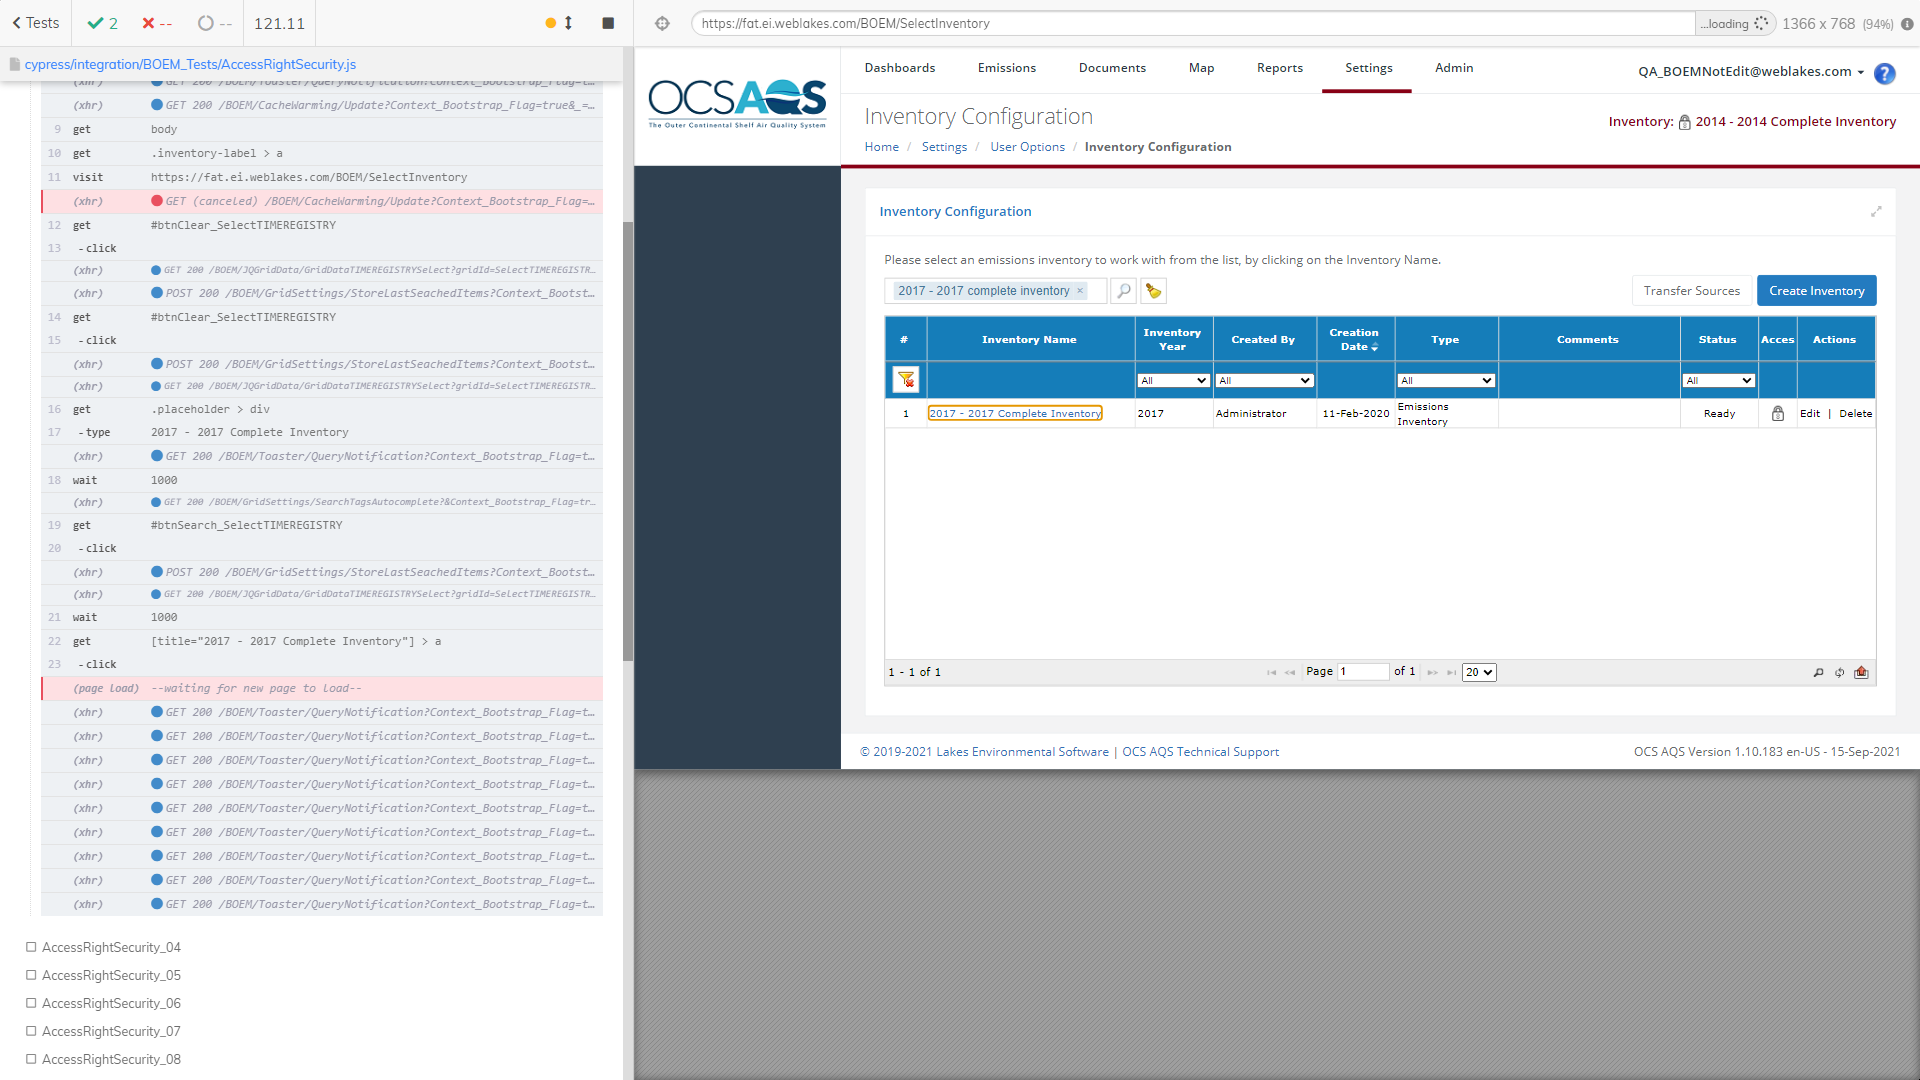 Tests
2
--
--
121.11
https://fat.ei.weblakes.com/BOEM/SelectInventory
...loading
1366 x 768 (94%)
cypress/integration/BOEM_Tests/AccessRightSecurity.js
(xhr) GET 200 /BOEM/Toaster/QueryNotification?Context_Bootstrap_Flag=t...
(xhr) GET 200 /BOEM/CacheWarming/Update?Context_Bootstrap_Flag=true&_=...
9 get body
10 get .inventory-label > a
11 visit https://fat.ei.weblakes.com/BOEM/SelectInventory
(xhr) GET (canceled) /BOEM/CacheWarming/Update?Context_Bootstrap_Flag=...
12 get #btnClear_SelectTIMEREGISTRY
13 -click
(xhr) GET 200 /BOEM/JQGridData/GridDataTIMEREGISTRYSelect?gridId=SelectTIMEREGISTR...
(xhr) POST 200 /BOEM/GridSettings/StoreLastSeachedItems?Context_Bootst...
14 get #btnClear_SelectTIMEREGISTRY
15 -click
(xhr) POST 200 /BOEM/GridSettings/StoreLastSeachedItems?Context_Bootst...
(xhr) GET 200 /BOEM/JQGridData/GridDataTIMEREGISTRYSelect?gridId=SelectTIMEREGISTR...
16 get .placeholder > div
17 -type 2017 - 2017 Complete Inventory
(xhr) GET 200 /BOEM/Toaster/QueryNotification?Context_Bootstrap_Flag=t...
18 wait 1000
(xhr) GET 200 /BOEM/GridSettings/SearchTagsAutocomplete?&Context_Bootstrap_Flag=tr...
19 get #btnSearch_SelectTIMEREGISTRY
20 -click
(xhr) POST 200 /BOEM/GridSettings/StoreLastSeachedItems?Context_Bootst...
(xhr) GET 200 /BOEM/JQGridData/GridDataTIMEREGISTRYSelect?gridId=SelectTIMEREGISTR...
21 wait 1000
22 get [title="2017 - 2017 Complete Inventory"] > a
23 -click
(page load) --waiting for new page to load--
(xhr) GET 200 /BOEM/Toaster/QueryNotification?Context_Bootstrap_Flag=t...
(xhr) GET 200 /BOEM/Toaster/QueryNotification?Context_Bootstrap_Flag=t...
(xhr) GET 200 /BOEM/Toaster/QueryNotification?Context_Bootstrap_Flag=t...
(xhr) GET 200 /BOEM/Toaster/QueryNotification?Context_Bootstrap_Flag=t...
(xhr) GET 200 /BOEM/Toaster/QueryNotification?Context_Bootstrap_Flag=t...
(xhr) GET 200 /BOEM/Toaster/QueryNotification?Context_Bootstrap_Flag=t...
(xhr) GET 200 /BOEM/Toaster/QueryNotification?Context_Bootstrap_Flag=t...
(xhr) GET 200 /BOEM/Toaster/QueryNotification?Context_Bootstrap_Flag=t...
(xhr) GET 200 /BOEM/Toaster/QueryNotification?Context_Bootstrap_Flag=t...
AccessRightSecurity_04
AccessRightSecurity_05
AccessRightSecurity_06
AccessRightSecurity_07
AccessRightSecurity_08
OCSAQS
The Outer Continental Shelf Air Quality System
Dashboards Emissions Documents Map Reports Settings Admin
QA_BOEMNotEdit@weblakes.com
?
Inventory Configuration
Inventory: 2014 - 2014 Complete Inventory
Home / Settings / User Options / Inventory Configuration
Inventory Configuration
Please select an emissions inventory to work with from the list, by clicking on the Inventory Name.
2017 - 2017 complete inventory ×
Transfer Sources
Create Inventory
# Inventory Name Inventory Year Created By Creation Date Type Comments Status Acces Actions
All All All All
1 2017 - 2017 Complete Inventory 2017 Administrator 11-Feb-2020 Emissions Inventory Ready Edit | Delete
1 - 1 of 1
Page 1 of 1
20
© 2019-2021 Lakes Environmental Software | OCS AQS Technical Support
OCS AQS Version 1.10.183 en-US - 15-Sep-2021